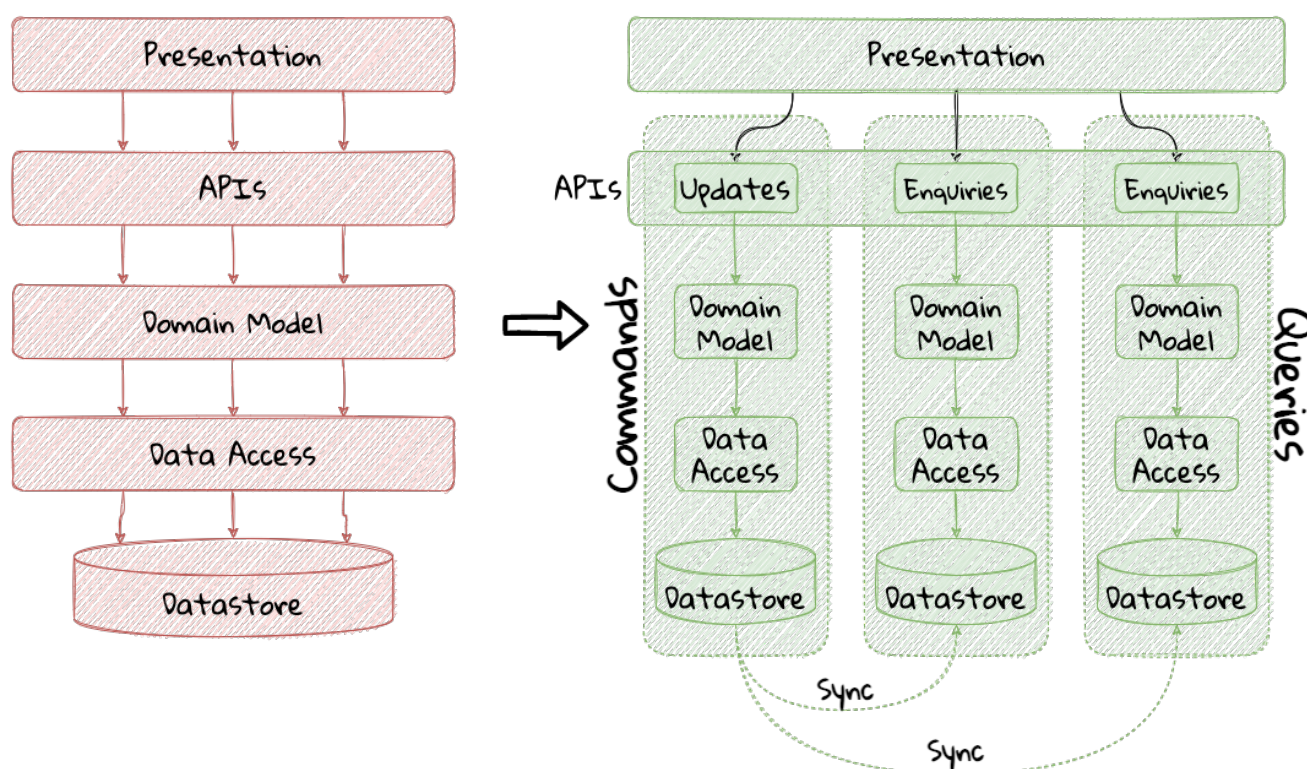 Presentation
APIs
Domain Model
Data Access
Datastore
Presentation
APIs
Updates
Enquiries
Enquiries
Commands
Domain
Model
Domain
Model
Domain
Model
Queries
Data
Access
Data
Access
Data
Access
Datastore
Datastore
Datastore
Sync
Sync